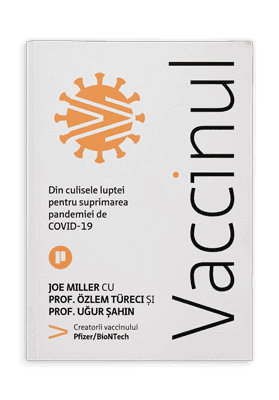 Vaccinul
Din culisele luptei
pentru suprimarea
pandemiei de
COVID-19
JOE MILLER CU
PROF. ÖZLEM TÜRECI ȘI
PROF. UĞUR ŞAHIN
Creatorii vaccinului
Pfizer/BioNTech